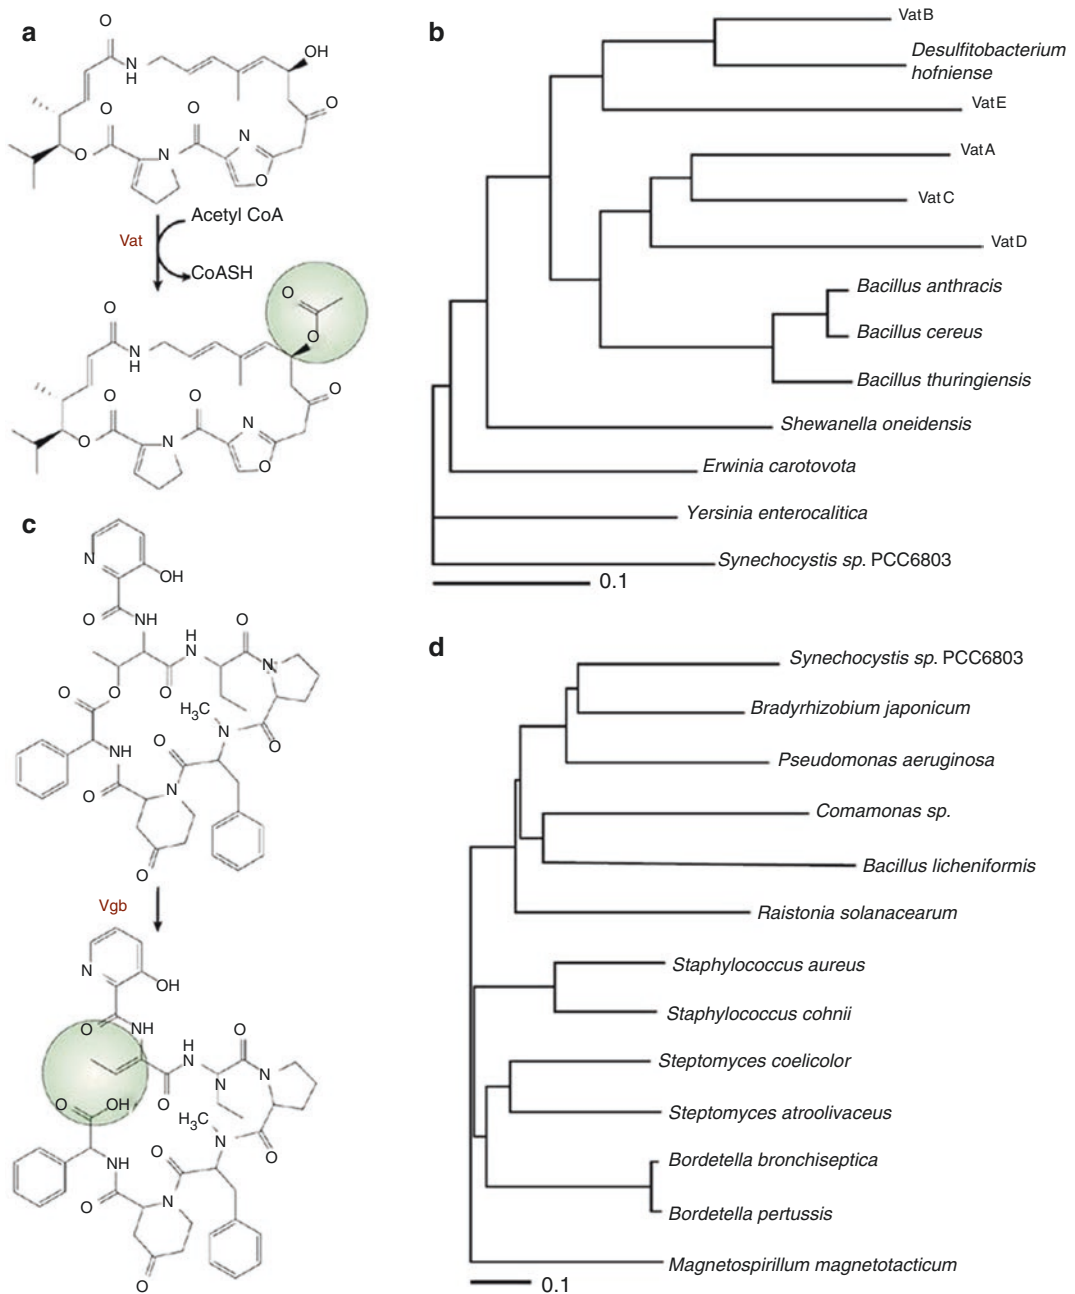 a
O
OH
N
H
O
O
O
O
N
N
O
Vat
Acetyl CoA
CoASH
O
O
O
N
H
O
O
O
O
N
N
O
b
VatB
Desulfitobacterium
hofniense
VatE
VatA
VatC
VatD
Bacillus anthracis
Bacillus cereus
Bacillus thuringiensis
Shewanella oneidensis
Erwinia carotovota
Yersinia enterocalitica
Synechocystis sp. PCC6803
0.1
c
N
OH
O
NH
H
N
O
N
O
O
O
H3C
N
O
NH
O
O
N
O
Vgb
N
OH
O
NH
H
N
O
N
N
O
OH
O
H3C
N
O
NH
O
O
N
O
d
Synechocystis sp. PCC6803
Bradyrhizobium japonicum
Pseudomonas aeruginosa
Comamonas sp.
Bacillus licheniformis
Raistonia solanacearum
Staphylococcus aureus
Staphylococcus cohnii
Steptomyces coelicolor
Steptomyces atroolivaceus
Bordetella bronchiseptica
Bordetella pertussis
Magnetospirillum magnetotacticum
0.1